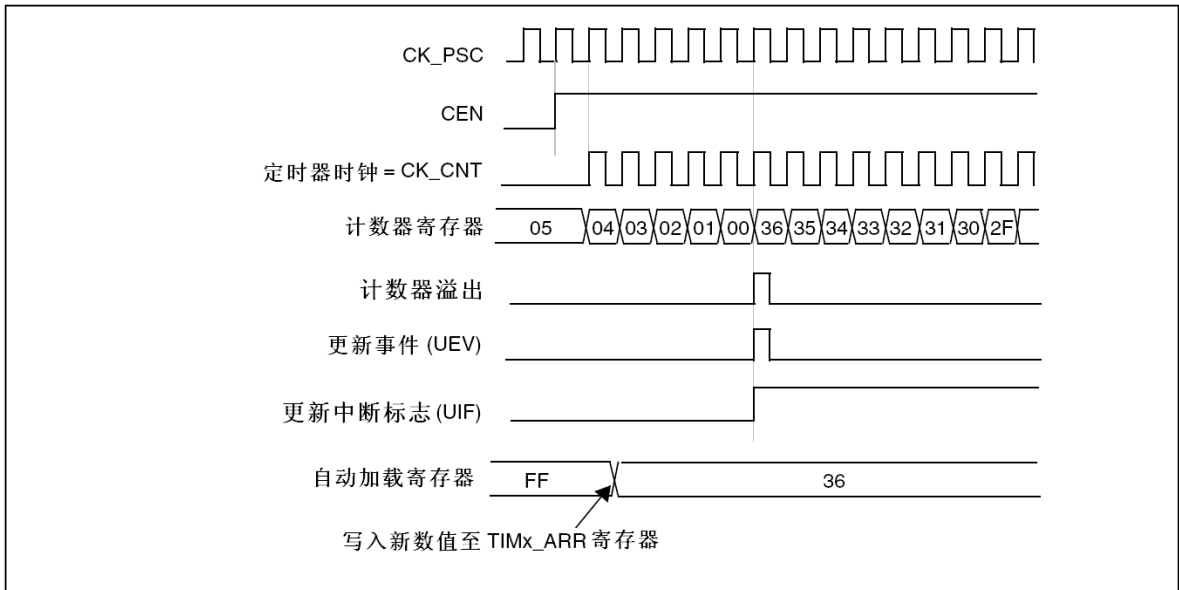 CK_PSC
CEN
定时器时钟 = CK_CNT
计数器寄存器 05 04 03 02 01 00 36 35 34 33 32 31 30 2F
计数器溢出
更新事件 (UEV)
更新中断标志 (UIF)
自动加载寄存器 FF 36
写入新数值至 TIMx_ARR 寄存器